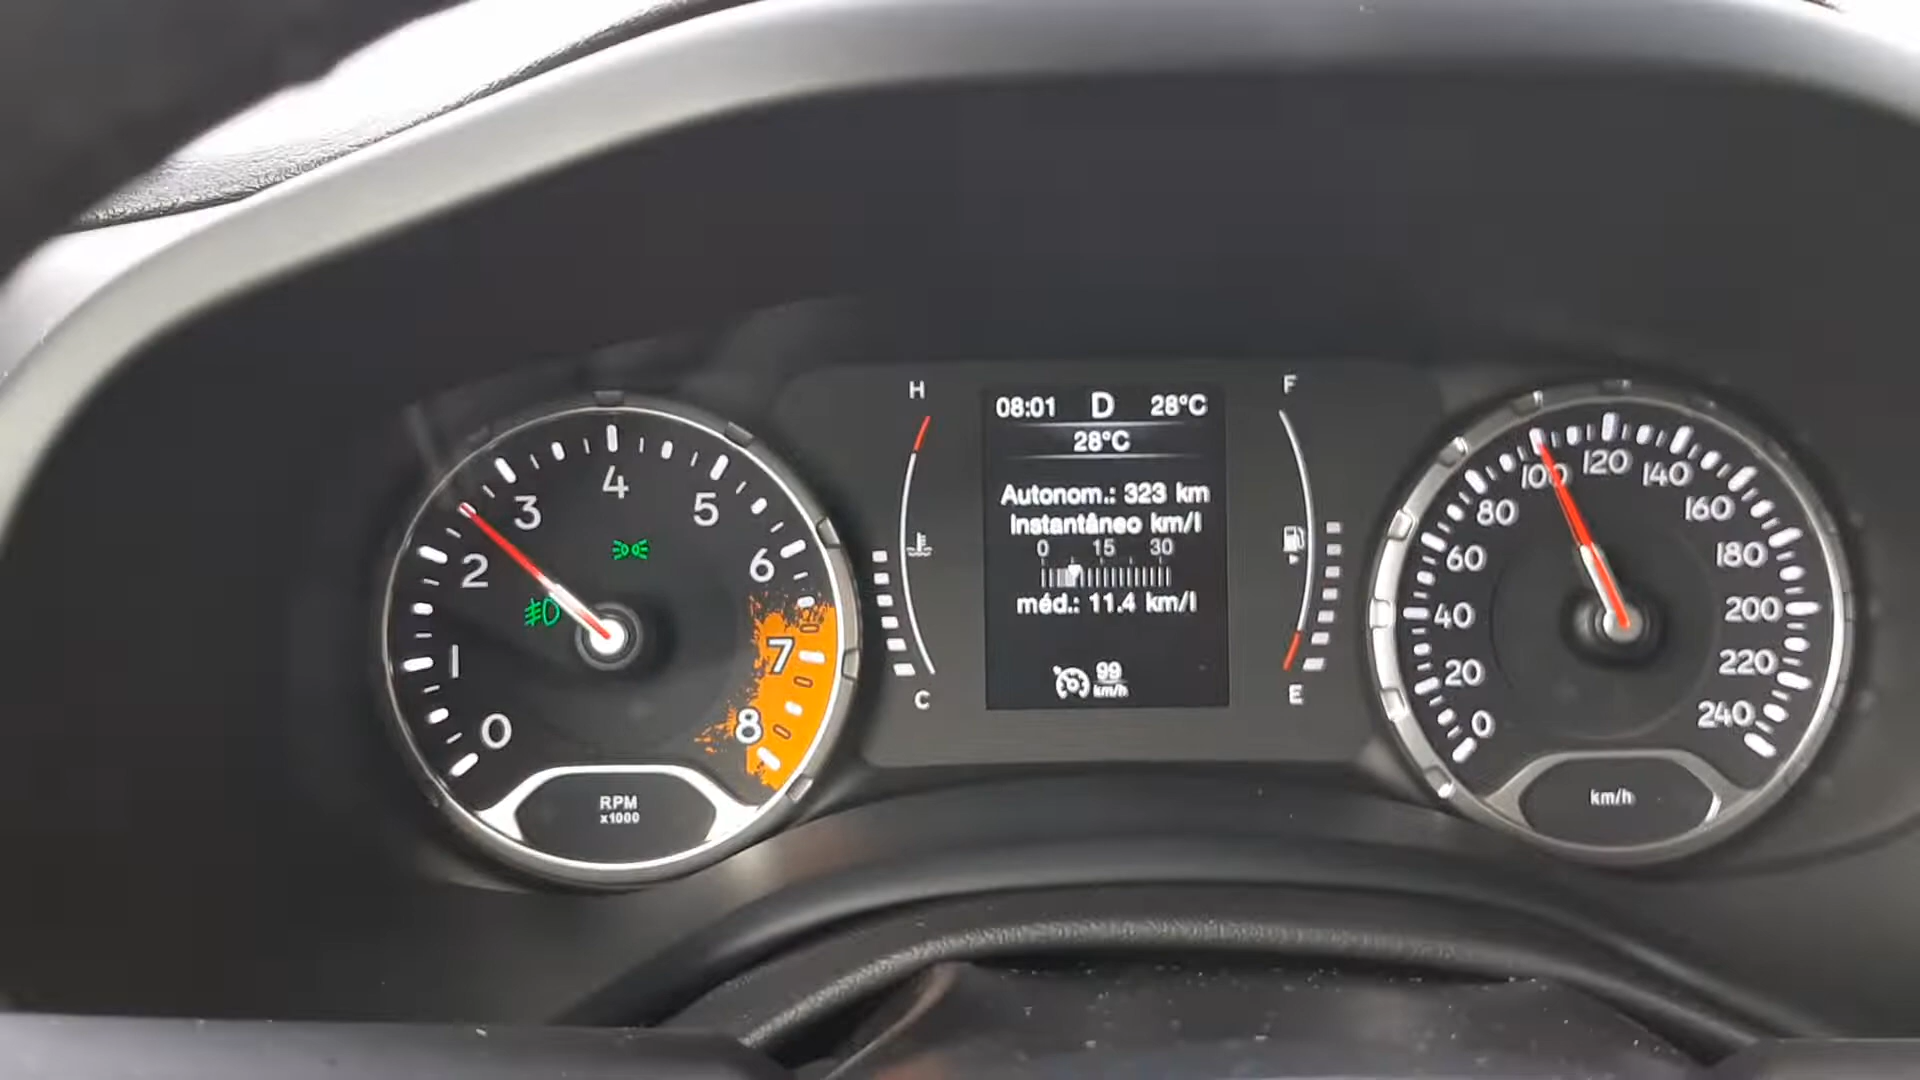 0
1
2
3
4
5
6
7
8
RPM
x1000
H
C
08:01 D 28°C
28°C
Autonom.: 323 km
Instantâneo km/l
0 15 30
méd.: 11.4 km/l
99
km/h
F
E
0
20
40
60
80
100
120
140
160
180
200
220
240
km/h